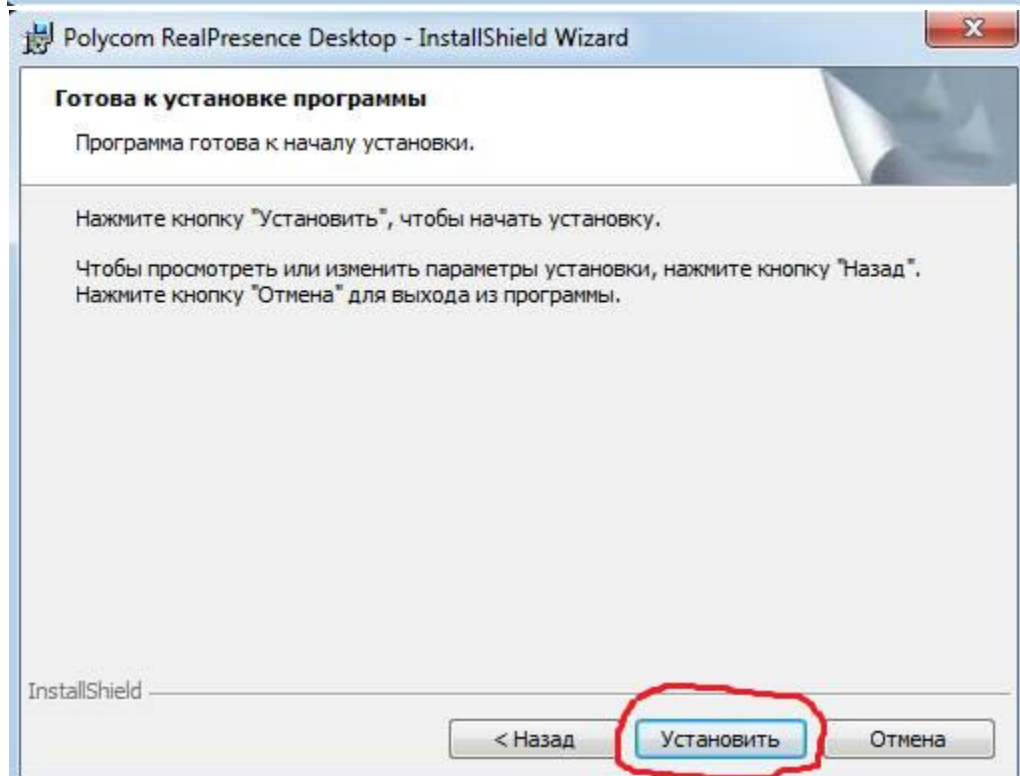 Polycom RealPresence Desktop - InstallShield Wizard
Готова к установке программы
Программа готова к началу установки.
Нажмите кнопку "Установить", чтобы начать установку.
Чтобы просмотреть или изменить параметры установки, нажмите кнопку "Назад".
Нажмите кнопку "Отмена" для выхода из программы.
InstallShield
< Назад Установить Отмена